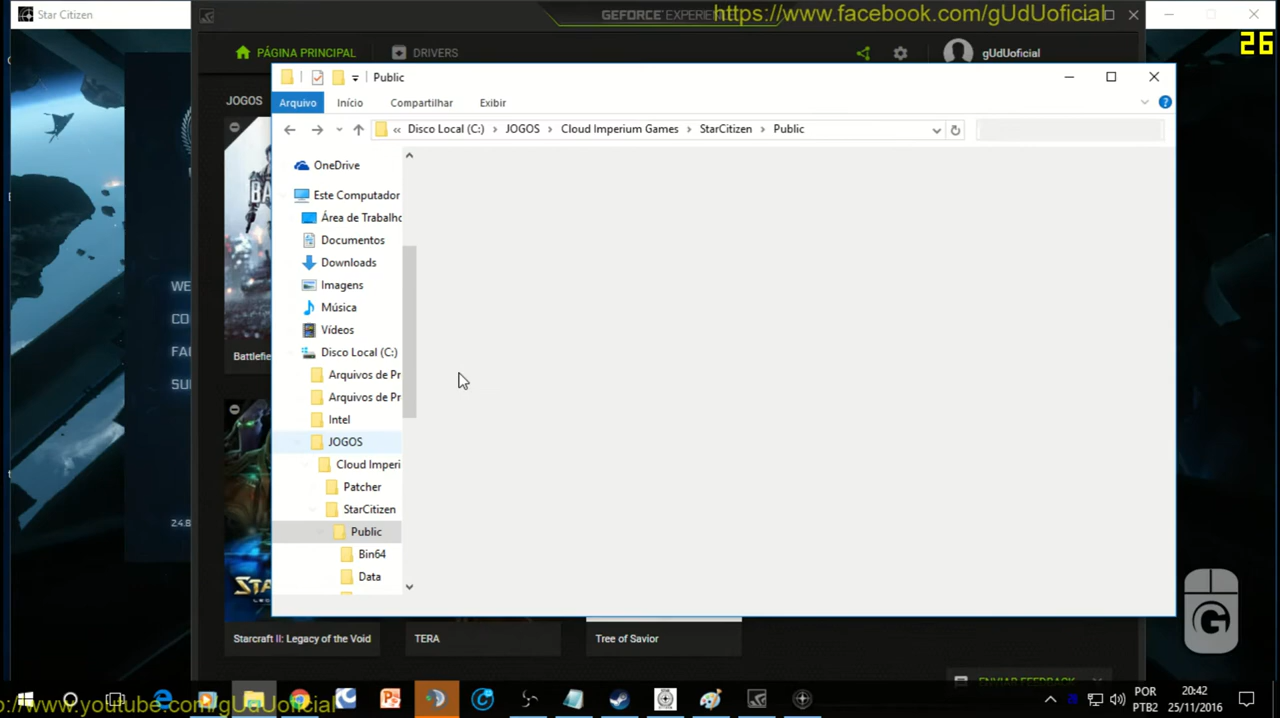 Star Citizen
GEFORCE EXPERIEN
https://www.facebook.com/gUdUoficial
26
PÁGINA PRINCIPAL
DRIVERS
gUdUoficial
JOGOS
Public
Arquivo
Início
Compartilhar
Exibir
« Disco Local (C:) > JOGOS > Cloud Imperium Games > StarCitizen > Public
OneDrive
Este Computador
Área de Trabalho
Documentos
Downloads
Imagens
Música
Vídeos
Disco Local (C:)
Arquivos de Pr
Arquivos de Pr
Intel
JOGOS
Cloud Imperi
Patcher
StarCitizen
Public
Bin64
Data
WE
CO
FA
SU
24.8
Battlefie
Starcraft II: Legacy of the Void
TERA
Tree of Savior
ENVIAR FEEDBACK
://www.youtube.com/gUdUoficial
POR
PTB2
20:42
25/11/2016